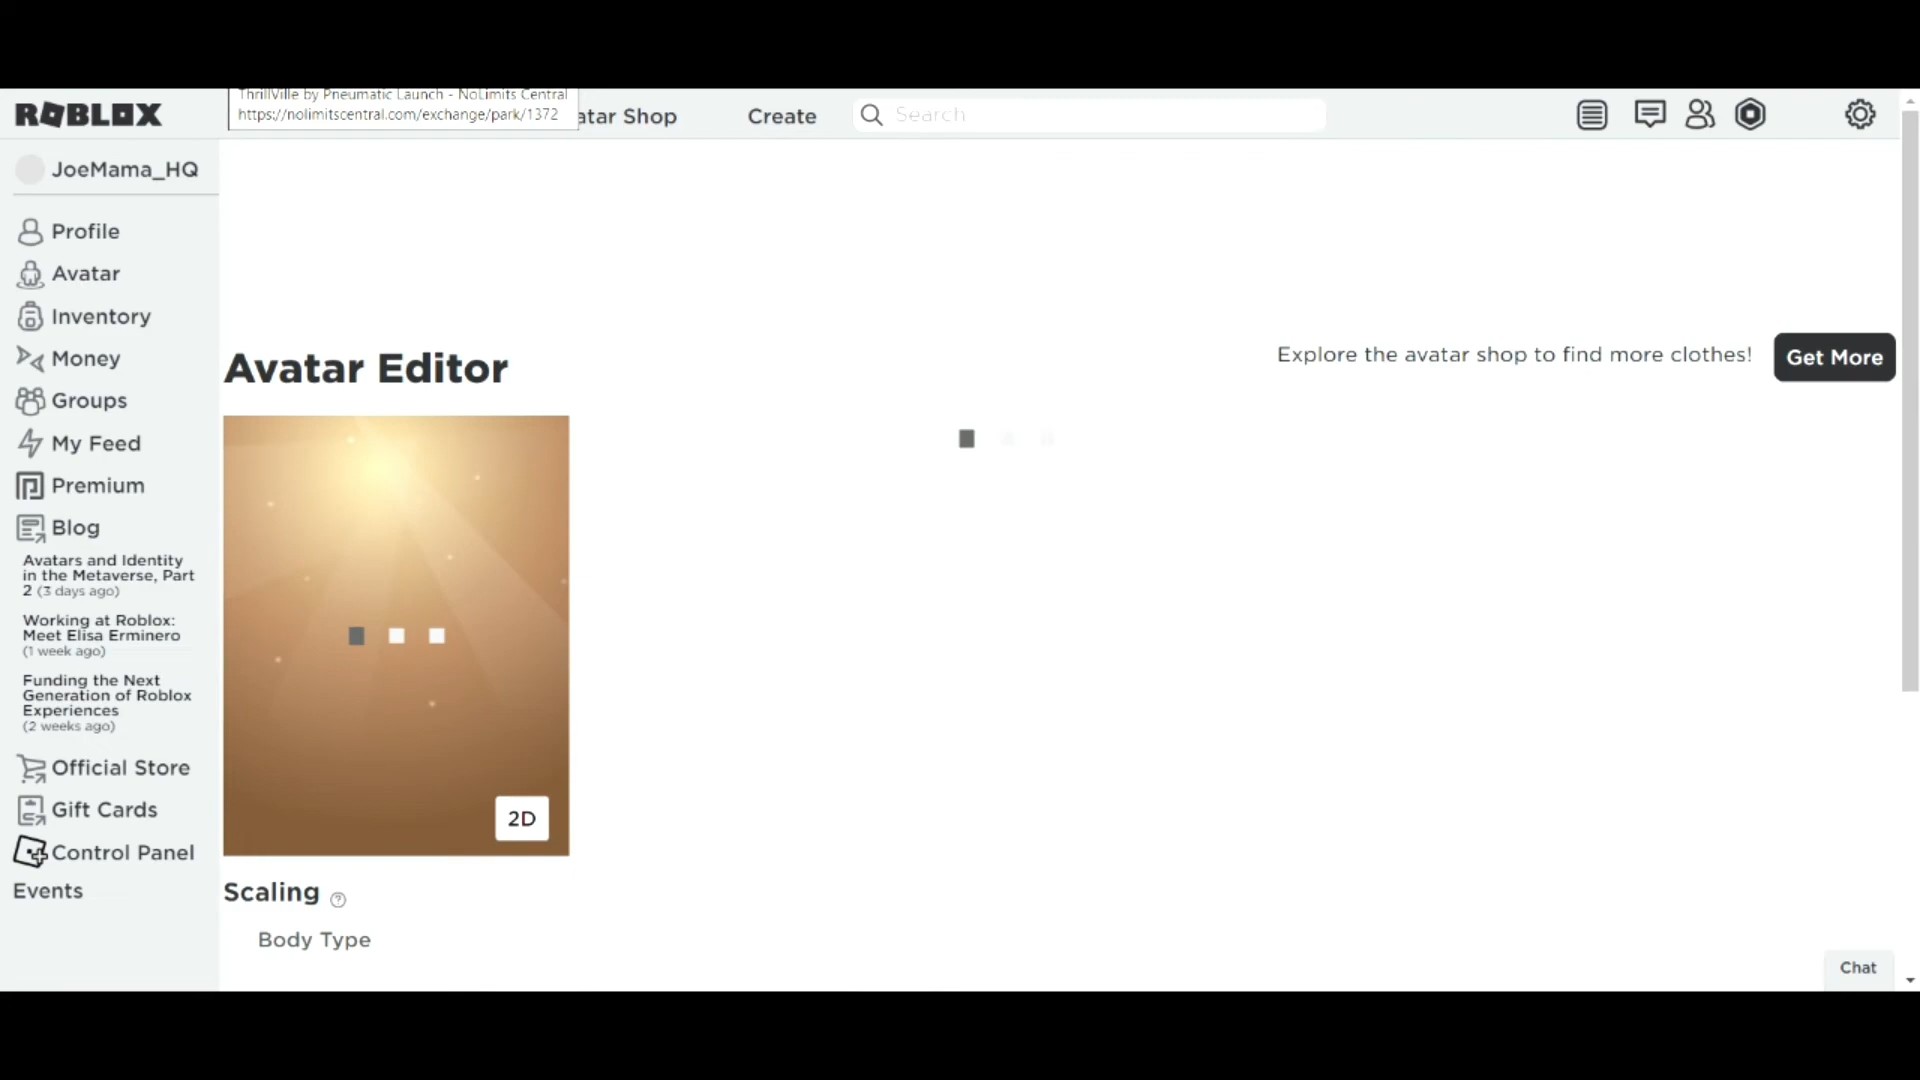 ROBLOX
ThrillVille by Pneumatic Launch - NoLimits Central
https://nolimitscentral.com/exchange/park/1372
atar Shop
Create
Search
JoeMama_HQ
Profile
Avatar
Inventory
Money
Groups
My Feed
Premium
Blog
Avatars and Identity
in the Metaverse, Part
2 (3 days ago)
Working at Roblox:
Meet Elisa Erminero
(1 week ago)
Funding the Next
Generation of Roblox
Experiences
(2 weeks ago)
Official Store
Gift Cards
Control Panel
Events
Avatar Editor
Explore the avatar shop to find more clothes!
Get More
2D
Scaling ?
Body Type
Chat